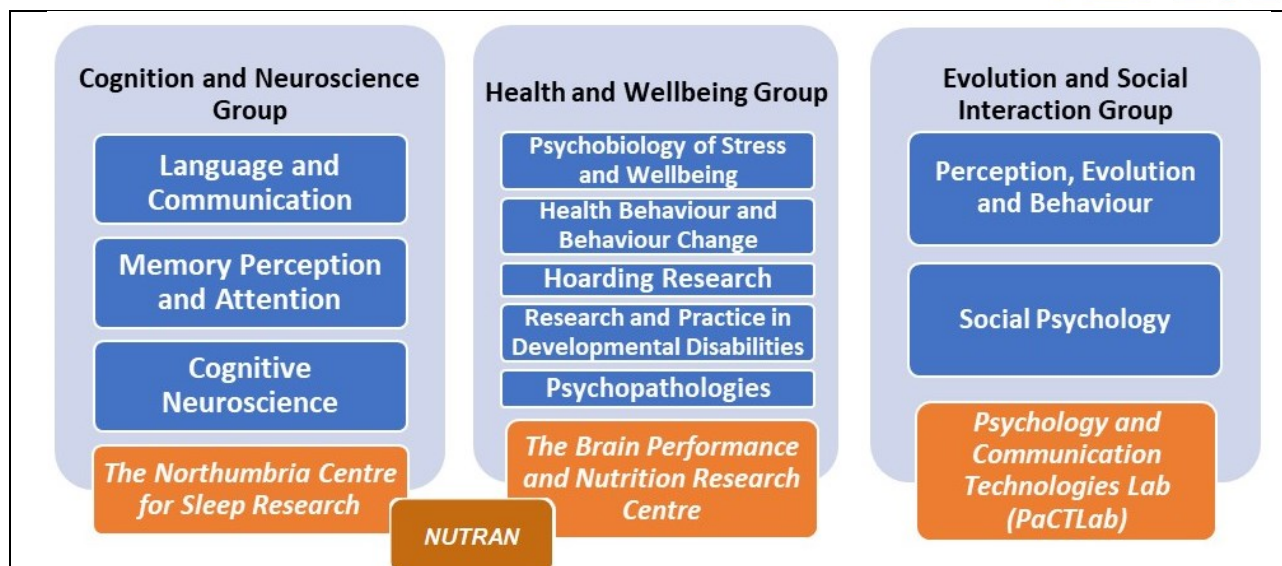 Cognition and Neuroscience
Group
Language and
Communication
Memory Perception
and Attention
Cognitive
Neuroscience
The Northumbria Centre
for Sleep Research
Health and Wellbeing Group
Psychobiology of Stress
and Wellbeing
Health Behaviour and
Behaviour Change
Hoarding Research
Research and Practice in
Developmental Disabilities
Psychopathologies
The Brain Performance
and Nutrition Research
Centre
NUTRAN
Evolution and Social
Interaction Group
Perception, Evolution
and Behaviour
Social Psychology
Psychology and
Communication
Technologies Lab
(PaCTLab)